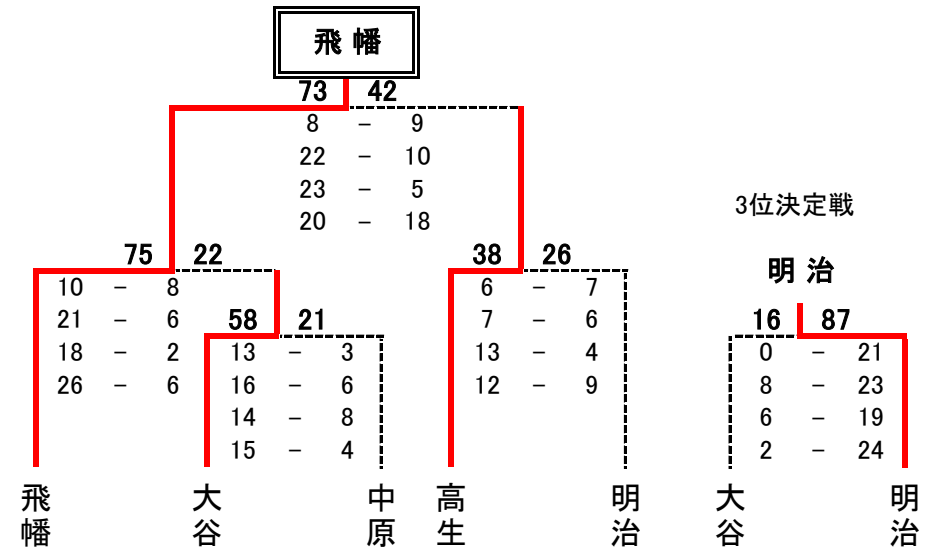 飛幡
73 42
8 - 9
22 - 10
23 - 5
20 - 18
75 22
10 - 8
21 - 6
18 - 2
26 - 6
58 21
13 - 3
16 - 6
14 - 8
15 - 4
38 26
6 - 7
7 - 6
13 - 4
12 - 9
3位決定戦
明治
16 87
0 - 21
8 - 23
6 - 19
2 - 24
飛幡
大谷
中原
高生
明治
大谷
明治